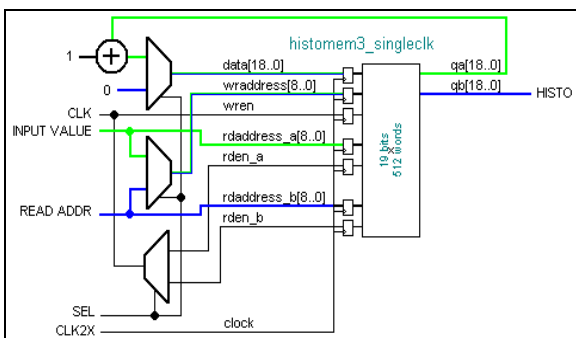 histomem3_singleclk
1
+
0
data[18..0]
wraddress[8..0]
wren
rdaddress_a[8..0]
rden_a
rdaddress_b[8..0]
rden_b
clock
CLK
INPUT VALUE
READ ADDR
SEL
CLK2X
19 bits
x
512 words
qa[18..0]
qb[18..0]
HISTO